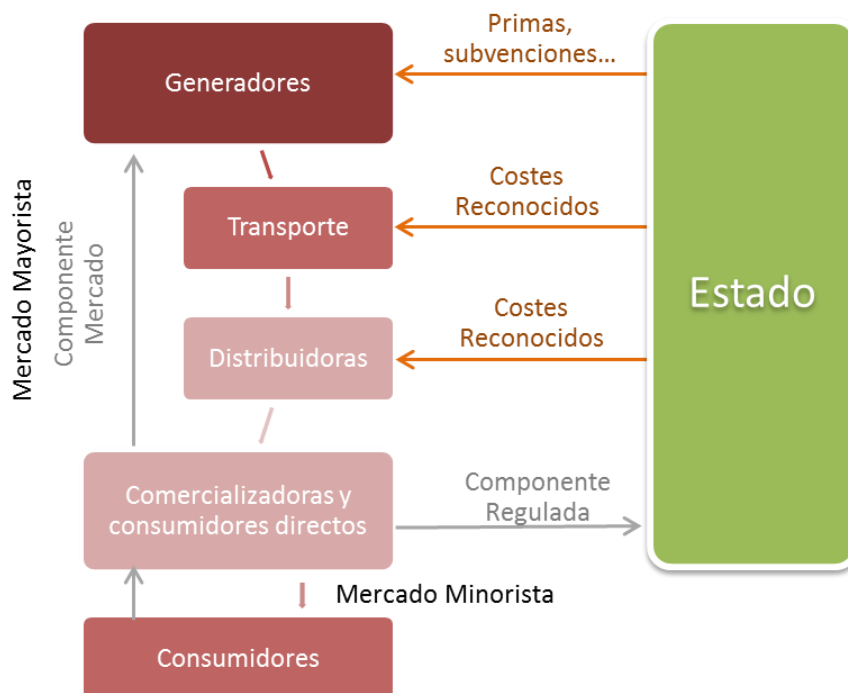 Primas,
subvenciones...
Generadores
Mercado Mayorista
Componente
Mercado
Costes
Reconocidos
Transporte
Estado
Costes
Reconocidos
Distribuidoras
Comercializadoras y
consumidores directos
Componente
Regulada
Mercado Minorista
Consumidores